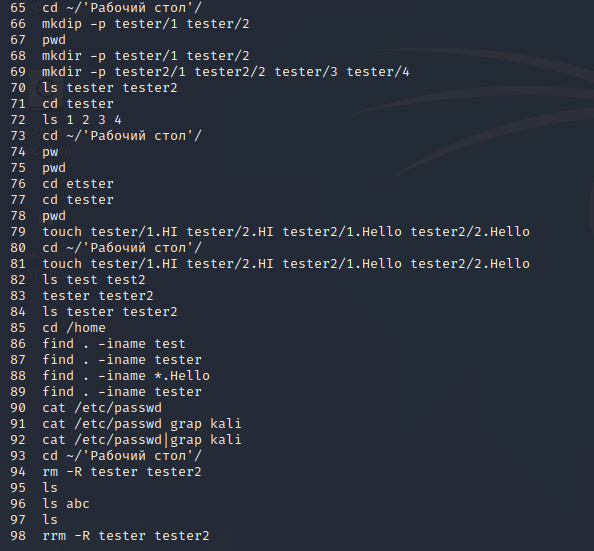 65 cd ~/'Рабочий стол'/
66 mkdip -p tester/1 tester/2
67 pwd
68 mkdir -p tester/1 tester/2
69 mkdir -p tester2/1 tester2/2 tester/3 tester/4
70 ls tester tester2
71 cd tester
72 ls 1 2 3 4
73 cd ~/'Рабочий стол'/
74 pw
75 pwd
76 cd etster
77 cd tester
78 pwd
79 touch tester/1.HI tester/2.HI tester2/1.Hello tester2/2.Hello
80 cd ~/'Рабочий стол'/
81 touch tester/1.HI tester/2.HI tester2/1.Hello tester2/2.Hello
82 ls test test2
83 tester tester2
84 ls tester tester2
85 cd /home
86 find . -iname test
87 find . -iname tester
88 find . -iname *.Hello
89 find . -iname tester
90 cat /etc/passwd
91 cat /etc/passwd grap kali
92 cat /etc/passwd|grap kali
93 cd ~/'Рабочий стол'/
94 rm -R tester tester2
95 ls
96 ls abc
97 ls
98 rrm -R tester tester2